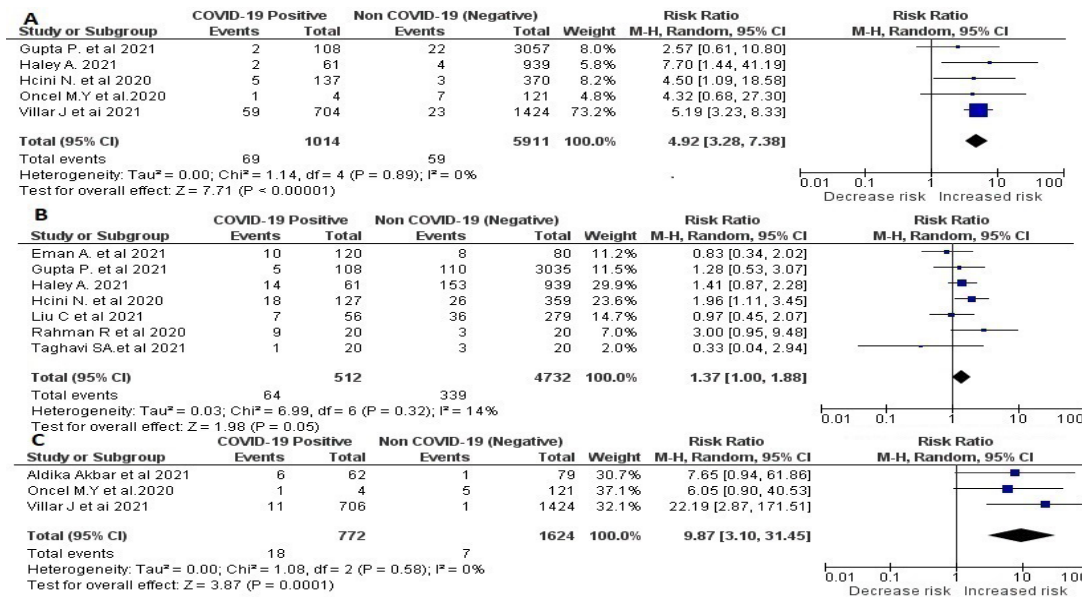 A
COVID-19 Positive Non COVID-19 (Negative) Risk Ratio Risk Ratio
Study or Subgroup Events Total Events Total Weight M-H, Random, 95% CI M-H, Random, 95% CI
Gupta P. et al 2021 2 108 22 3057 8.0% 2.57 [0.61, 10.80]
Haley A. 2021 2 61 4 939 5.8% 7.70 [1.44, 41.19]
Hcini N. et al 2020 5 137 3 370 8.2% 4.50 [1.09, 18.58]
Oncel M.Y et al.2020 1 4 7 121 4.8% 4.32 [0.68, 27.30]
Villar J et ai 2021 59 704 23 1424 73.2% 5.19 [3.23, 8.33]
Total (95% CI) 1014 5911 100.0% 4.92 [3.28, 7.38]
Total events 69 59
Heterogeneity: Tau² = 0.00; Chi² = 1.14, df = 4 (P = 0.89); I² = 0%
Test for overall effect: Z = 7.71 (P < 0.00001)
0.01 0.1 1 10 100
Decrease risk Increased risk
B
COVID-19 Positive Non COVID-19 (Negative) Risk Ratio Risk Ratio
Study or Subgroup Events Total Events Total Weight M-H, Random, 95% CI M-H, Random, 95% CI
Eman A. et al 2021 10 120 8 80 11.2% 0.83 [0.34, 2.02]
Gupta P. et al 2021 5 108 110 3035 11.5% 1.28 [0.53, 3.07]
Haley A. 2021 14 61 153 939 29.9% 1.41 [0.87, 2.28]
Hcini N. et al 2020 18 127 26 359 23.6% 1.96 [1.11, 3.45]
Liu C et al 2021 7 56 36 279 14.7% 0.97 [0.45, 2.07]
Rahman R et al 2020 9 20 3 20 7.0% 3.00 [0.95, 9.48]
Taghavi SA.et al 2021 1 20 3 20 2.0% 0.33 [0.04, 2.94]
Total (95% CI) 512 4732 100.0% 1.37 [1.00, 1.88]
Total events 64 339
Heterogeneity: Tau² = 0.03; Chi² = 6.99, df = 6 (P = 0.32); I² = 14%
Test for overall effect: Z = 1.98 (P = 0.05)
0.01 0.1 1 10 100
Decrease risk Increased risk
C
COVID-19 Positive Non COVID-19 (Negative) Risk Ratio Risk Ratio
Study or Subgroup Events Total Events Total Weight M-H, Random, 95% CI M-H, Random, 95% CI
Aldika Akbar et al 2021 6 62 1 79 30.7% 7.65 [0.94, 61.86]
Oncel M.Y et al.2020 1 4 5 121 37.1% 6.05 [0.90, 40.53]
Villar J et ai 2021 11 706 1 1424 32.1% 22.19 [2.87, 171.51]
Total (95% CI) 772 1624 100.0% 9.87 [3.10, 31.45]
Total events 18 7
Heterogeneity: Tau² = 0.00; Chi² = 1.08, df = 2 (P = 0.58); I² = 0%
Test for overall effect: Z = 3.87 (P = 0.0001)
0.01 0.1 1 10 100
Decrease risk Increased risk